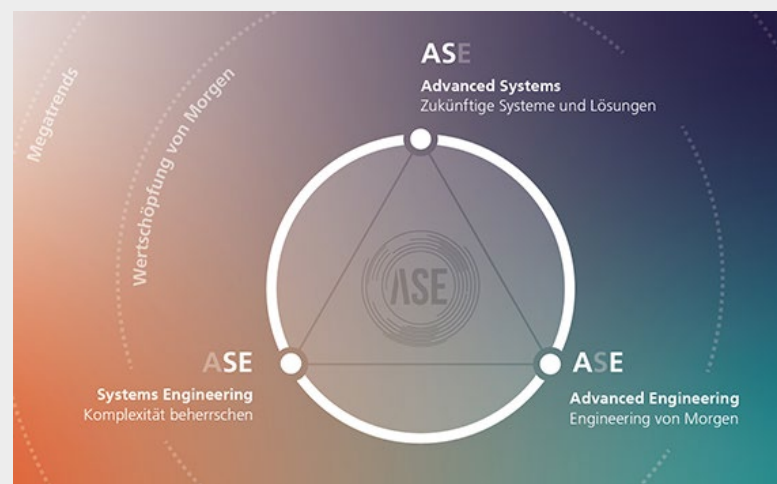 Megatrends
Wertschöpfung von Morgen
ASE
Advanced Systems
Zukünftige Systeme und Lösungen
ASE
ASE
Systems Engineering
Komplexität beherrschen
ASE
Advanced Engineering
Engineering von Morgen